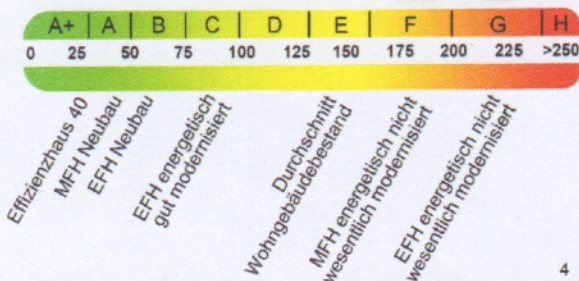 A+ | A | B | C | D | E | F | G | H
0 25 50 75 100 125 150 175 200 225 >250
Effizienzhaus 40
MFH Neubau
EFH Neubau
EFH energetisch
gut modernisiert
Durchschnitt
Wohngebäudebestand
MFH energetisch nicht
wesentlich modernisiert
EFH energetisch nicht
wesentlich modernisiert
4